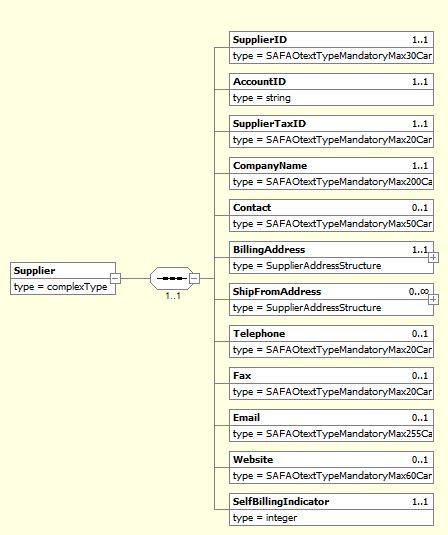 SupplierID 1..1
type = SAFAOtextTypeMandatoryMax30Car
AccountID 1..1
type = string
SupplierTaxID 1..1
type = SAFAOtextTypeMandatoryMax20Car
CompanyName 1..1
type = SAFAOtextTypeMandatoryMax200Ca
Contact 0..1
type = SAFAOtextTypeMandatoryMax50Car
BillingAddress 1..1
type = SupplierAddressStructure
Supplier
type = complexType
1..1
ShipFromAddress 0..∞
type = SupplierAddressStructure
Telephone 0..1
type = SAFAOtextTypeMandatoryMax20Car
Fax 0..1
type = SAFAOtextTypeMandatoryMax20Car
Email 0..1
type = SAFAOtextTypeMandatoryMax255Ca
Website 0..1
type = SAFAOtextTypeMandatoryMax60Car
SelfBillingIndicator 1..1
type = integer